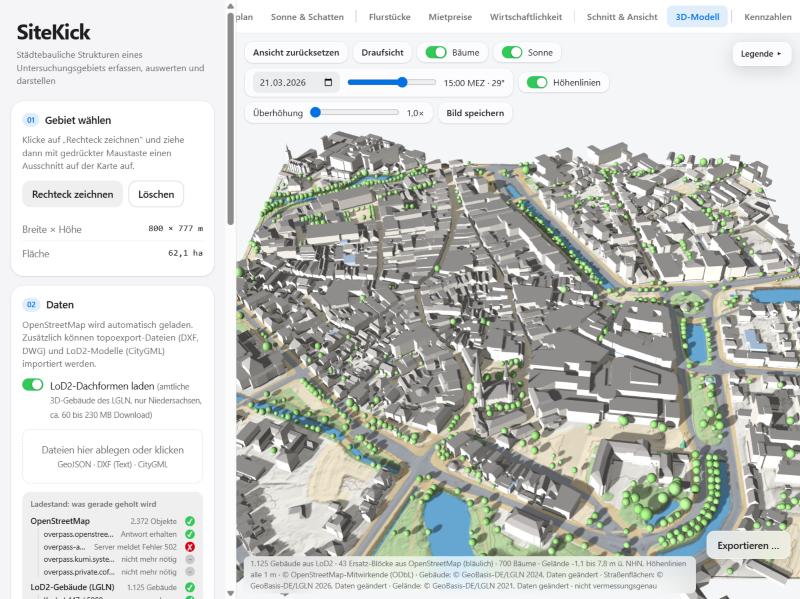 SiteKick
Städtebauliche Strukturen eines
Untersuchungsgebiets erfassen, auswerten und
darstellen
01 Gebiet wählen
Klicke auf „Rechteck zeichnen" und ziehe
dann mit gedrückter Maustaste einen
Ausschnitt auf der Karte auf.
Rechteck zeichnen Löschen
Breite × Höhe 800 × 777 m
Fläche 62,1 ha
02 Daten
OpenStreetMap wird automatisch geladen.
Zusätzlich können topoexport-Dateien (DXF,
DWG) und LoD2-Modelle (CityGML)
importiert werden.
LoD2-Dachformen laden (amtliche
3D-Gebäude des LGLN, nur Niedersachsen,
ca. 60 bis 230 MB Download)
Dateien hier ablegen oder klicken
GeoJSON · DXF (Text) · CityGML
Ladestand: was gerade geholt wird
OpenStreetMap 2.372 Objekte
overpass.openstree... Antwort erhalten
overpass-a... Server meldet Fehler 502
overpass.kumi.syste... nicht mehr nötig
overpass.private.cof... nicht mehr nötig
LoD2-Gebäude (LGLN) 1.125 Gebäude
plan Sonne & Schatten Flurstücke Mietpreise Wirtschaftlichkeit Schnitt & Ansicht 3D-Modell Kennzahlen
Ansicht zurücksetzen Draufsicht Bäume Sonne Legende ▸
21.03.2026 15:00 MEZ · 29° Höhenlinien
Überhöhung 1,0× Bild speichern
Exportieren ...
1.125 Gebäude aus LoD2 · 43 Ersatz-Blöcke aus OpenStreetMap (bläulich) · 700 Bäume · Gelände -1,1 bis 7,8 m ü. NHN, Höhenlinien
alle 1 m · © OpenStreetMap-Mitwirkende (ODbL) · Gebäude: © GeoBasis-DE/LGLN 2024, Daten geändert · Straßenflächen: ©
GeoBasis-DE/LGLN 2026, Daten geändert · Gelände: © GeoBasis-DE/LGLN 2021, Daten geändert · nicht vermessungsgenau